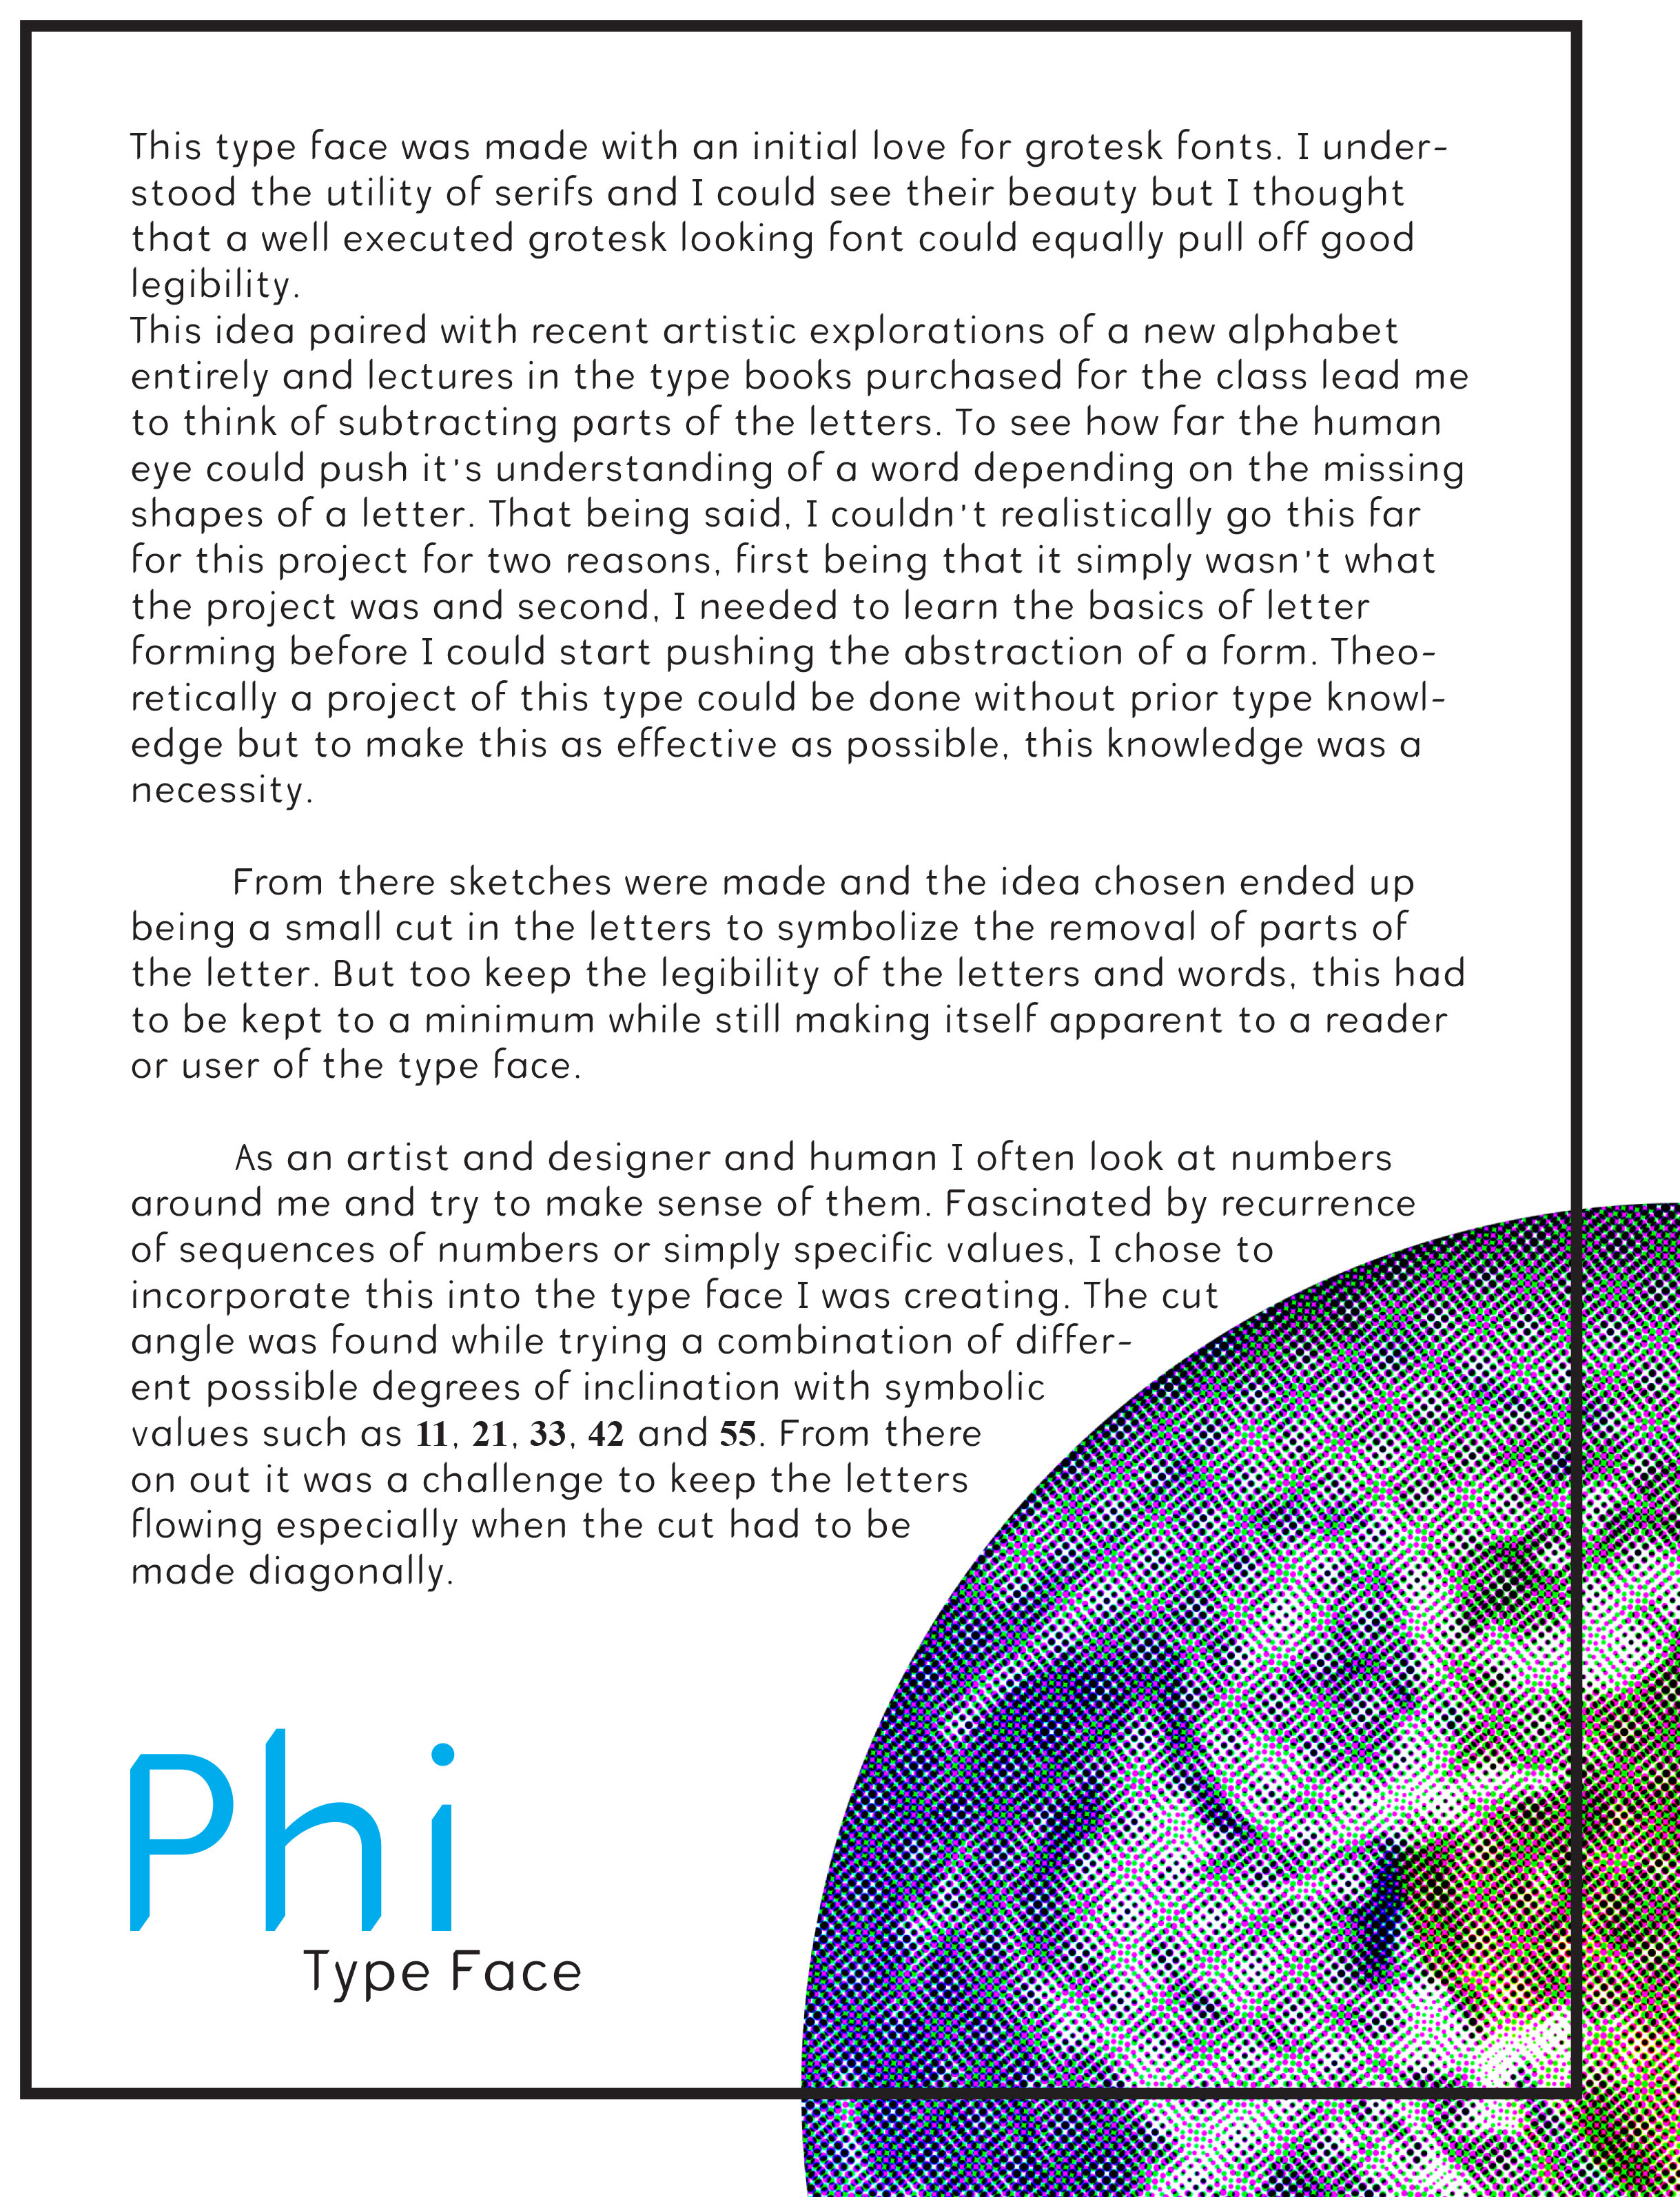 This type face was made with an initial love for grotesk fonts. I under-
stood the utility of serifs and I could see their beauty but I thought
that a well executed grotesk looking font could equally pull off good
legibility.
This idea paired with recent artistic explorations of a new alphabet
entirely and lectures in the type books purchased for the class lead me
to think of subtracting parts of the letters. To see how far the human
eye could push it's understanding of a word depending on the missing
shapes of a letter. That being said, I couldn't realistically go this far
for this project for two reasons, first being that it simply wasn't what
the project was and second, I needed to learn the basics of letter
forming before I could start pushing the abstraction of a form. Theo-
retically a project of this type could be done without prior type knowl-
edge but to make this as effective as possible, this knowledge was a
necessity.
From there sketches were made and the idea chosen ended up
being a small cut in the letters to symbolize the removal of parts of
the letter. But too keep the legibility of the letters and words, this had
to be kept to a minimum while still making itself apparent to a reader
or user of the type face.
As an artist and designer and human I often look at numbers
around me and try to make sense of them. Fascinated by recurrence
of sequences of numbers or simply specific values, I chose to
incorporate this into the type face I was creating. The cut
angle was found while trying a combination of differ-
ent possible degrees of inclination with symbolic
values such as 11, 21, 33, 42 and 55. From there
on out it was a challenge to keep the letters
flowing especially when the cut had to be
made diagonally.
Phi
Type Face